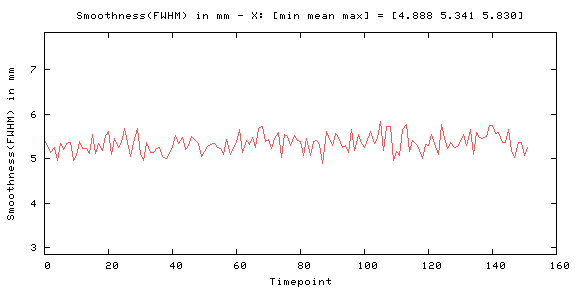 Smoothness(FWHM) in mm - X: [min mean max] = [4.888 5.341 5.830]
7
6
5
4
3
Smoothness(FWHM) in mm
0 20 40 60 80 100 120 140 160
Timepoint